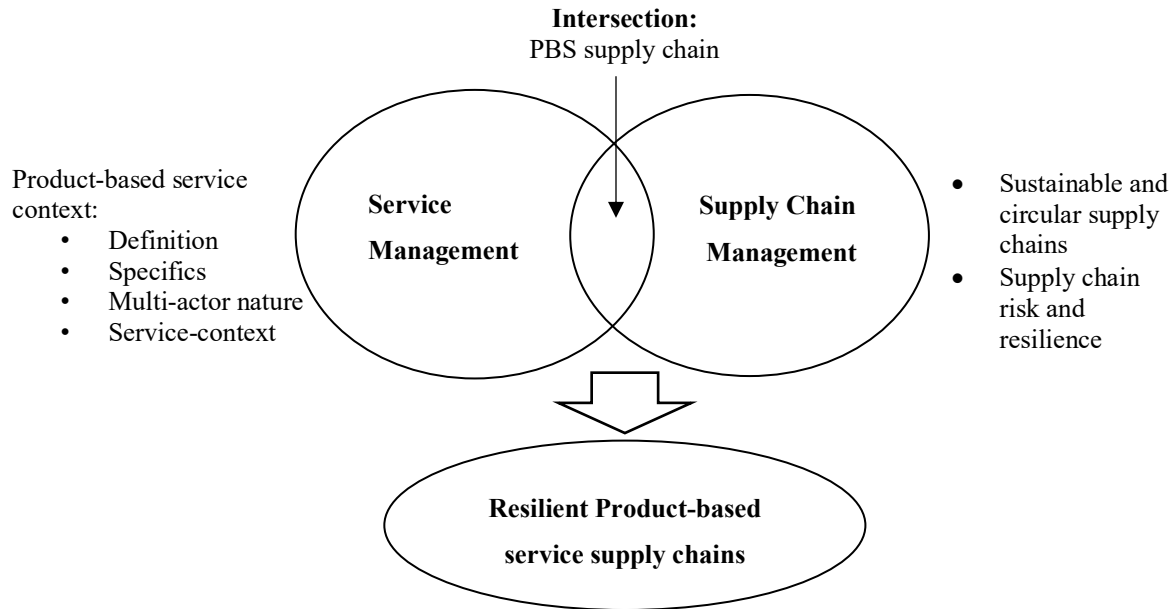 Intersection:
PBS supply chain
Product-based service
context:
• Definition
• Specifics
• Multi-actor nature
• Service-context
Service
Management
Supply Chain
Management
• Sustainable and
circular supply
chains
• Supply chain
risk and
resilience
Resilient Product-based
service supply chains